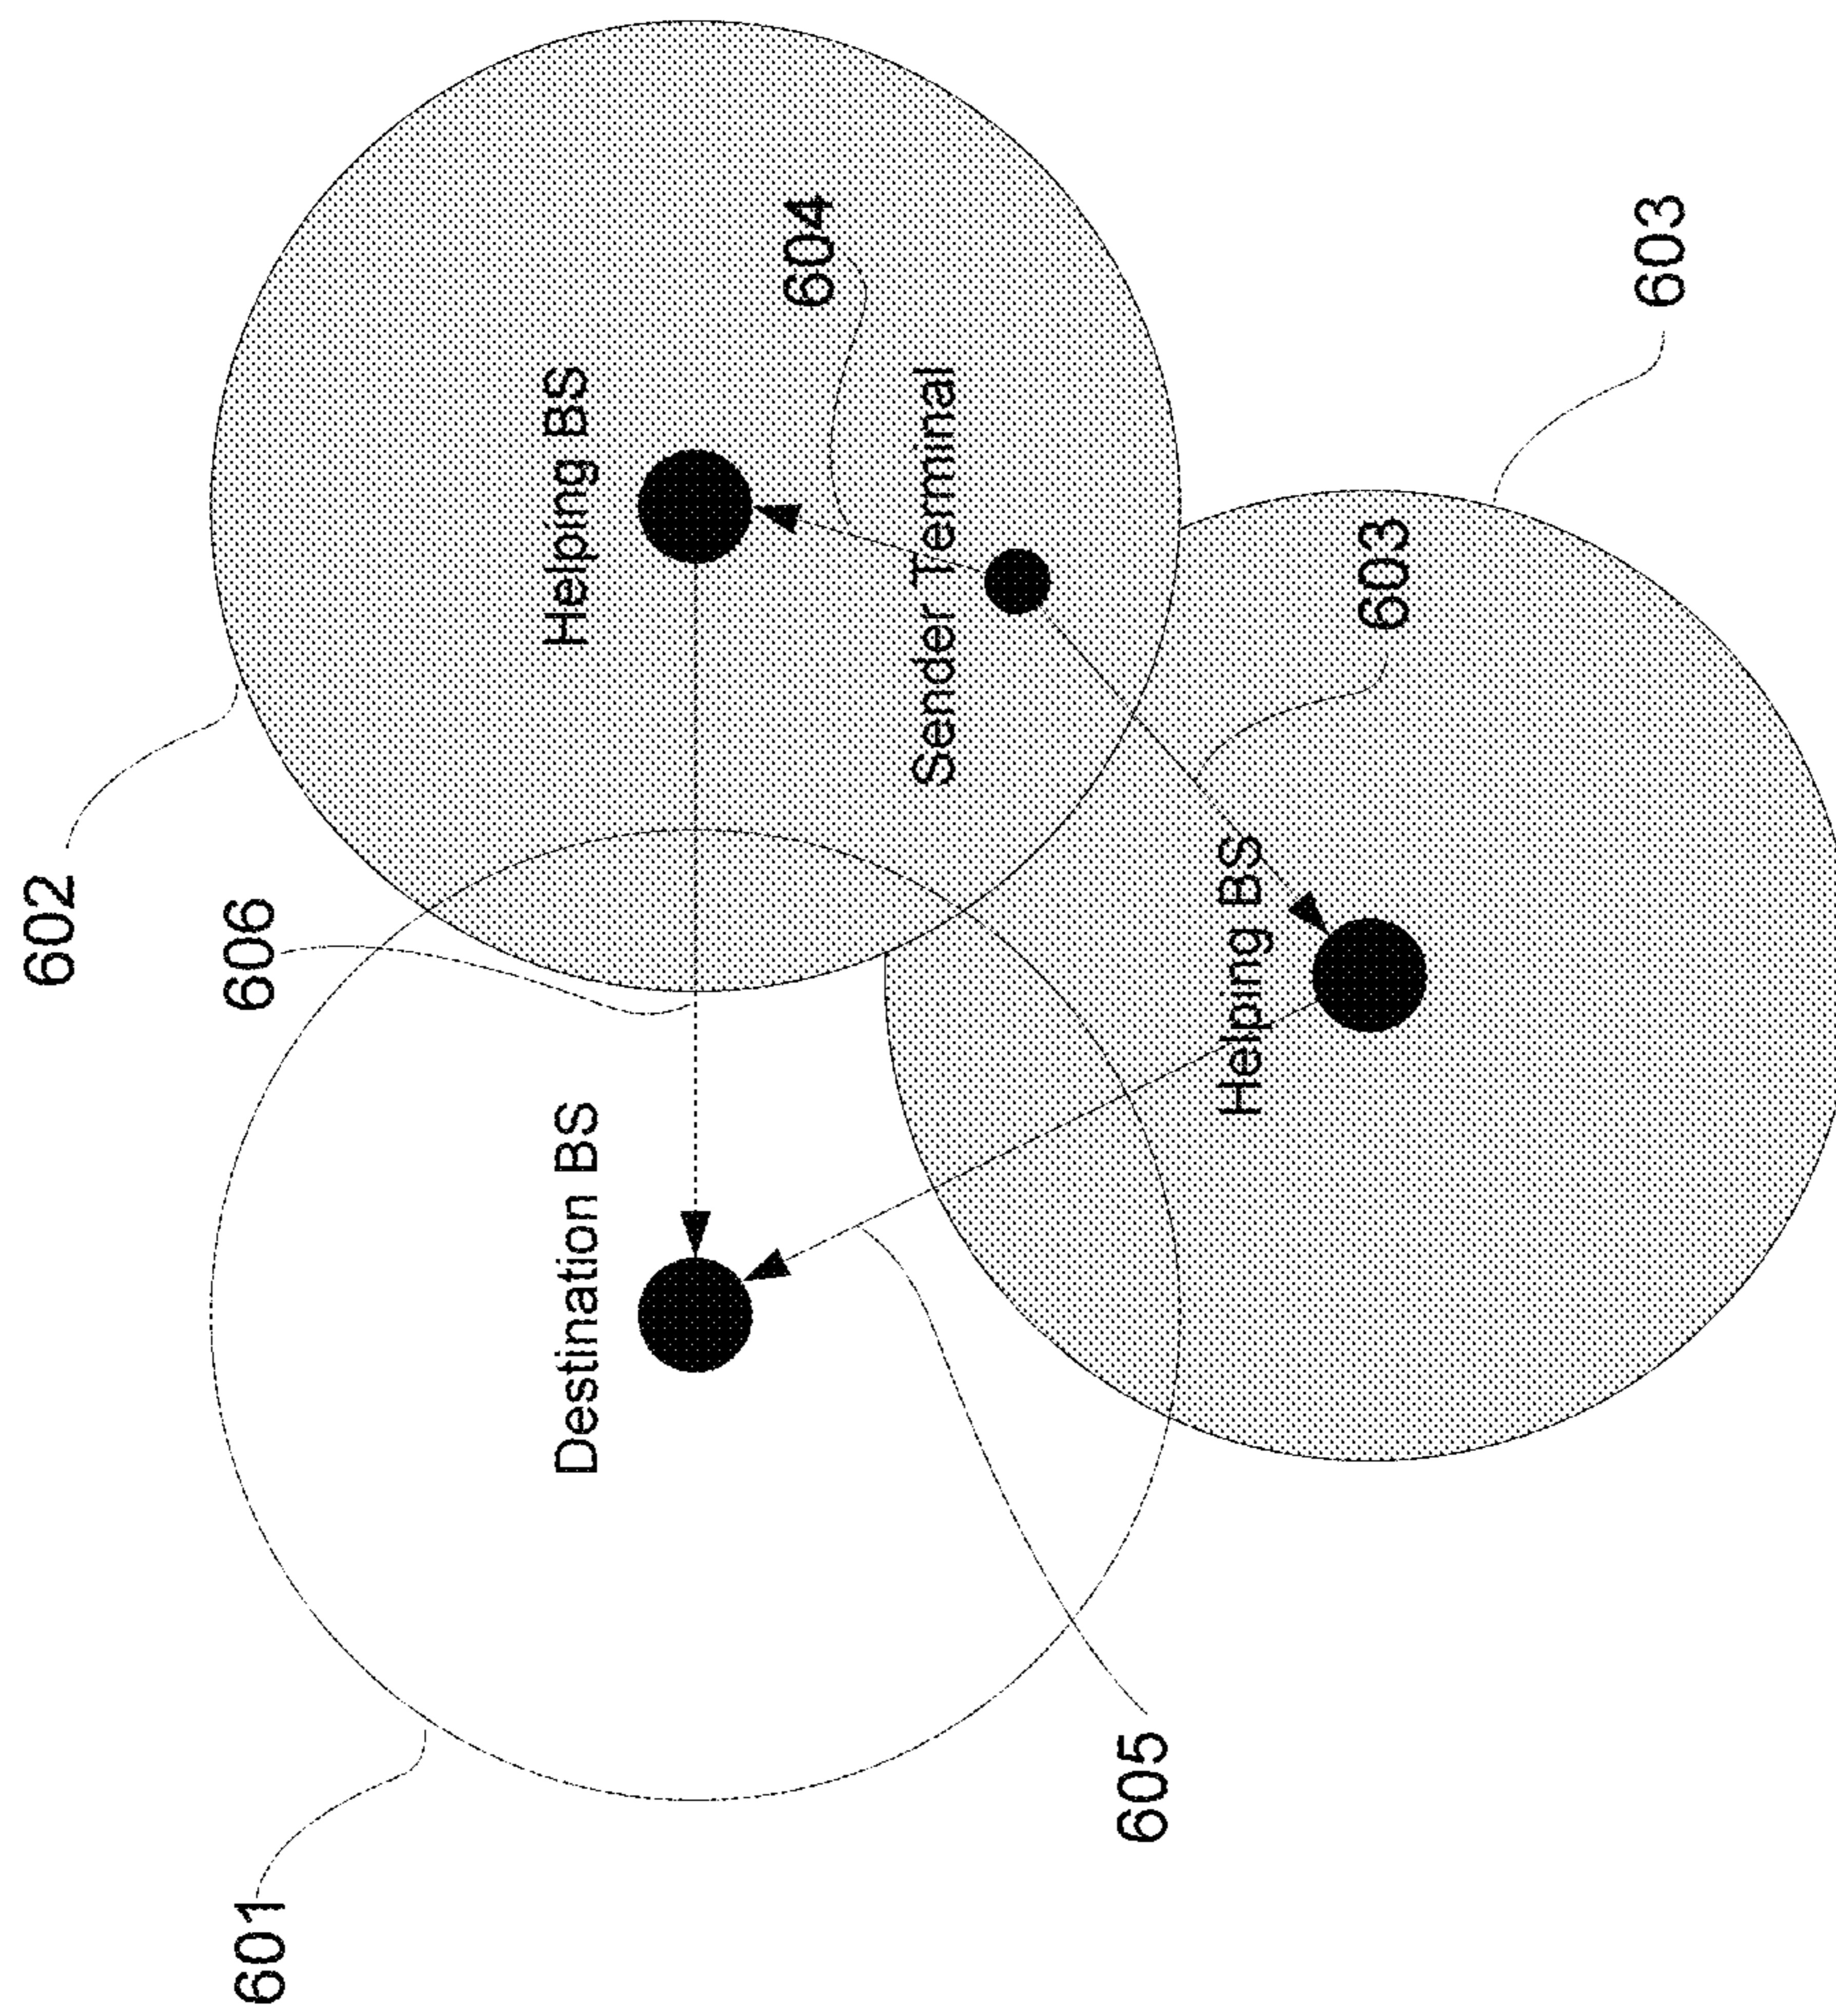 602
601
606
Destination BS
Helping BS
604
Sender Terminal
605
Helping BS
603
603